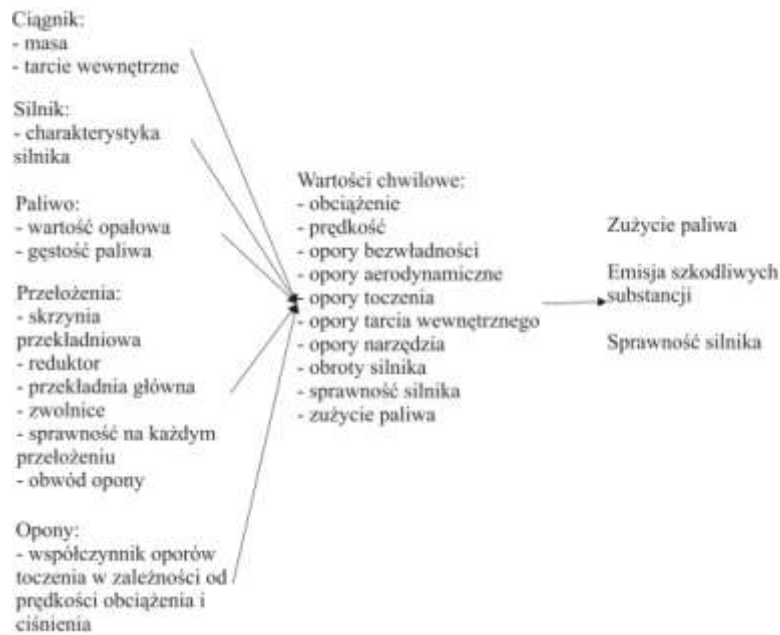 Ciągnik:
- masa
- tarcie wewnętrzne
Silnik:
- charakterystyka
silnika
Paliwo:
- wartość opałowa
- gęstość paliwa
Przełożenia:
- skrzynia
przekładniowa
- reduktor
- przekładnia główna
- zwolnice
- sprawność na każdym
przełożeniu
- obwód opony
Opony:
- współczynnik oporów
toczenia w zależności od
prędkości obciążenia i
ciśnienia
Wartości chwilowe:
- obciążenie
- prędkość
- opory bezwładności
- opory aerodynamiczne
- opory toczenia
- opory tarcia wewnętrznego
- opory narzędzia
- obroty silnika
- sprawność silnika
- zużycie paliwa
Zużycie paliwa
Emisja szkodliwych
substancji
Sprawność silnika